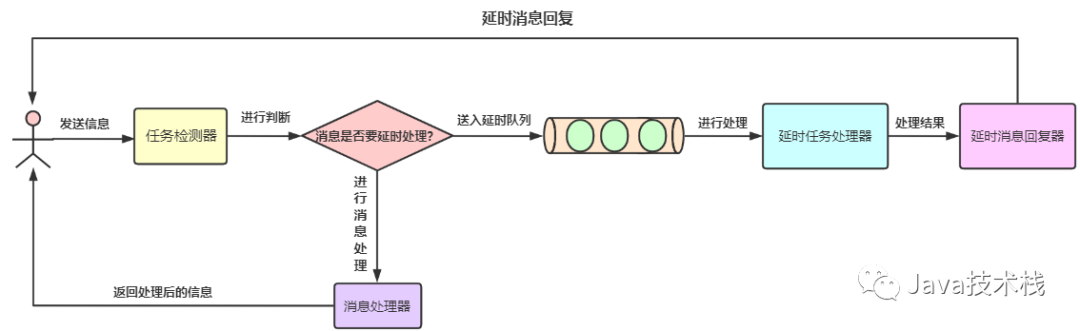 延时消息回复
发送信息
任务检测器
进行判断
消息是否要延时处理?
送入延时队列
进行处理
延时任务处理器
处理结果
延时消息回复器
进行消息处理
返回处理后的信息
消息处理器
Java技术栈